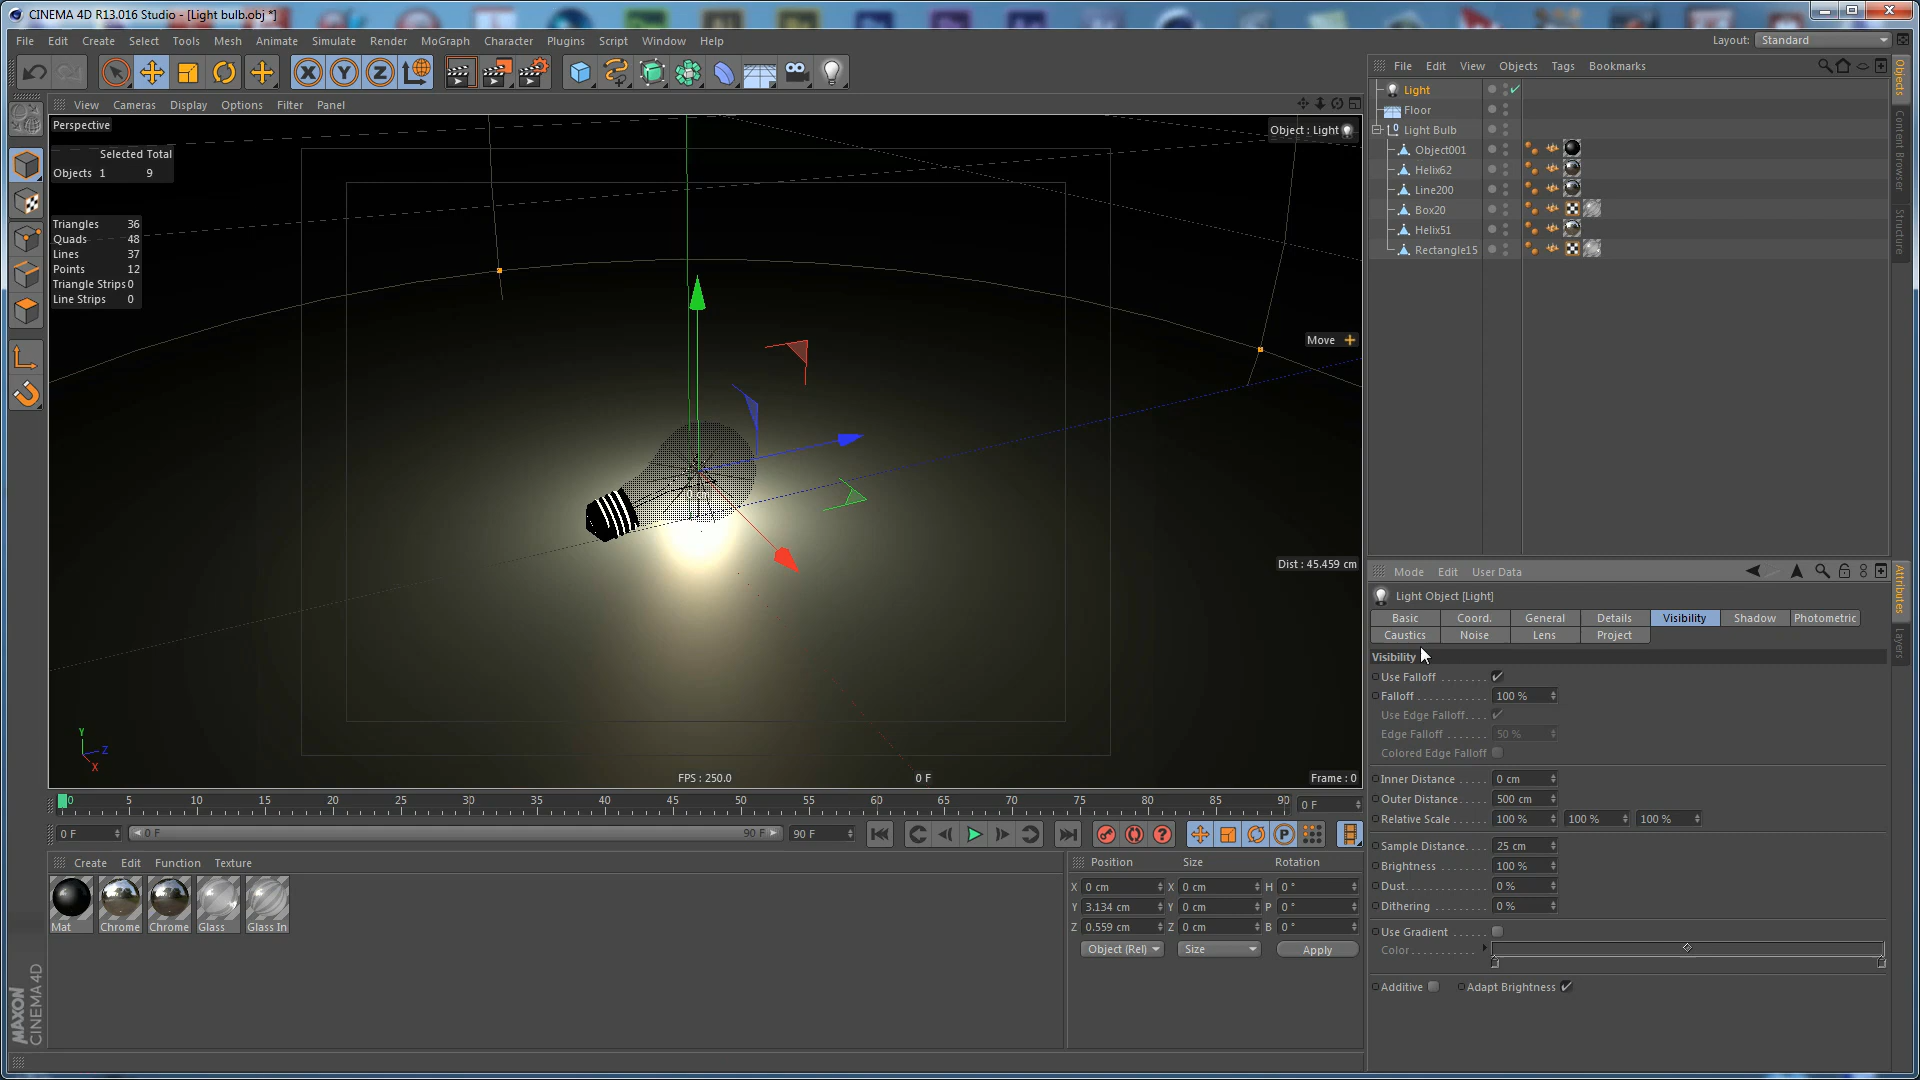 CINEMA 4D R13.016 Studio - [Light bulb.obj *]
File Edit Create Select Tools Mesh Animate Simulate Render MoGraph Character Plugins Script Window Help
Layout: Standard
View Cameras Display Options Filter Panel
Perspective
Object : Light
Selected Total
Objects 1 9
Triangles 36
Quads 48
Lines 37
Points 12
Triangle Strips 0
Line Strips 0
Move
0 cm
Dist : 45.459 cm
Y
Z
X
FPS : 250.0
0 F
Frame : 0
0 5 10 15 20 25 30 35 40 45 50 55 60 65 70 75 80 85 90
0 F
0 F
0 F
90 F
90 F
Create Edit Function Texture
Mat Chrome Chrome Glass Glass In
Position Size Rotation
X 0 cm X 0 cm H 0 °
Y 3.134 cm Y 0 cm P 0 °
Z 0.559 cm Z 0 cm B 0 °
Object (Rel) Size Apply
MAXON
CINEMA 4D
File Edit View Objects Tags Bookmarks
Light
Floor
Light Bulb
Object001
Helix62
Line200
Box20
Helix51
Rectangle15
Objects
Content Browser
Structure
Mode Edit User Data
Light Object [Light]
Basic Coord. General Details Visibility Shadow Photometric
Caustics Noise Lens Project
Visibility
Use Falloff
Falloff 100 %
Use Edge Falloff
Edge Falloff 50 %
Colored Edge Falloff
Inner Distance 0 cm
Outer Distance 500 cm
Relative Scale 100 % 100 % 100 %
Sample Distance 25 cm
Brightness 100 %
Dust 0 %
Dithering 0 %
Use Gradient
Color
Additive Adapt Brightness
Attributes
Layers